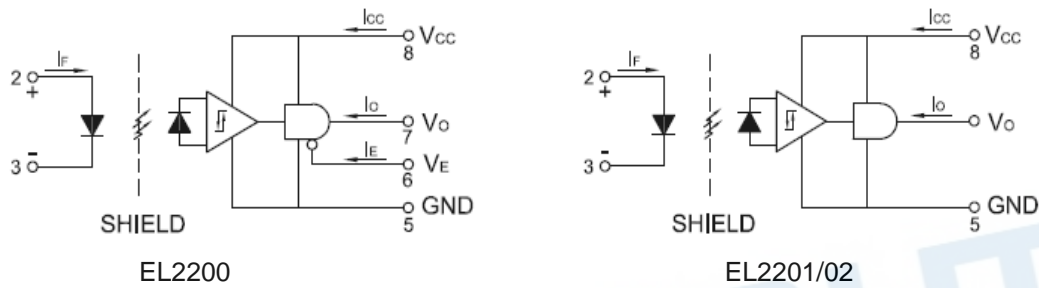 ICC
VCC
8
IF
2
+
IO
VO
7
IE
VE
6
-
3
GND
5
SHIELD
EL2200
ICC
VCC
8
IF
2
+
IO
VO
-
3
GND
5
SHIELD
EL2201/02